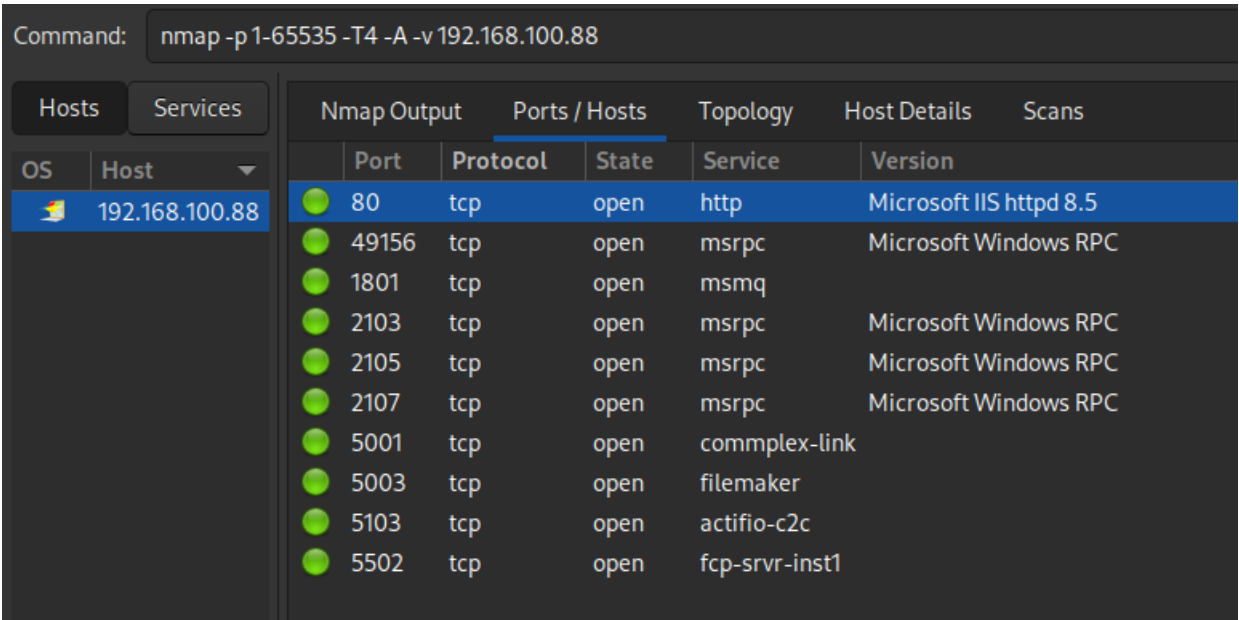 Command: nmap -p 1-65535 -T4 -A -v 192.168.100.88
Hosts Services
Nmap Output Ports / Hosts Topology Host Details Scans
OS Host
192.168.100.88
Port Protocol State Service Version
80 tcp open http Microsoft IIS httpd 8.5
49156 tcp open msrpc Microsoft Windows RPC
1801 tcp open msmq
2103 tcp open msrpc Microsoft Windows RPC
2105 tcp open msrpc Microsoft Windows RPC
2107 tcp open msrpc Microsoft Windows RPC
5001 tcp open commplex-link
5003 tcp open filemaker
5103 tcp open actifio-c2c
5502 tcp open fcp-srvr-inst1